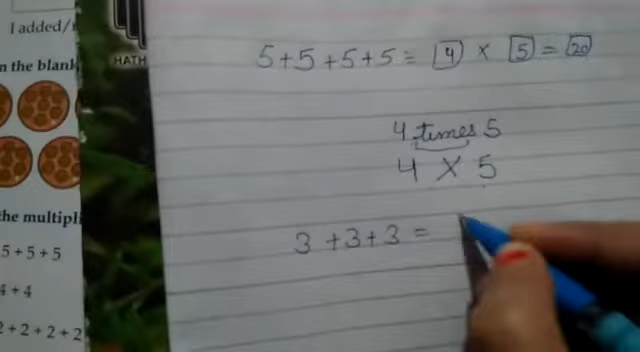 I added/
n the blank
HATH
5+5+5+5 = 4 × 5 = 20
4 times 5
4 × 5
the multipl
5 + 5 + 5
3 + 3 + 3 =
4 + 4
2 + 2 + 2 + 2